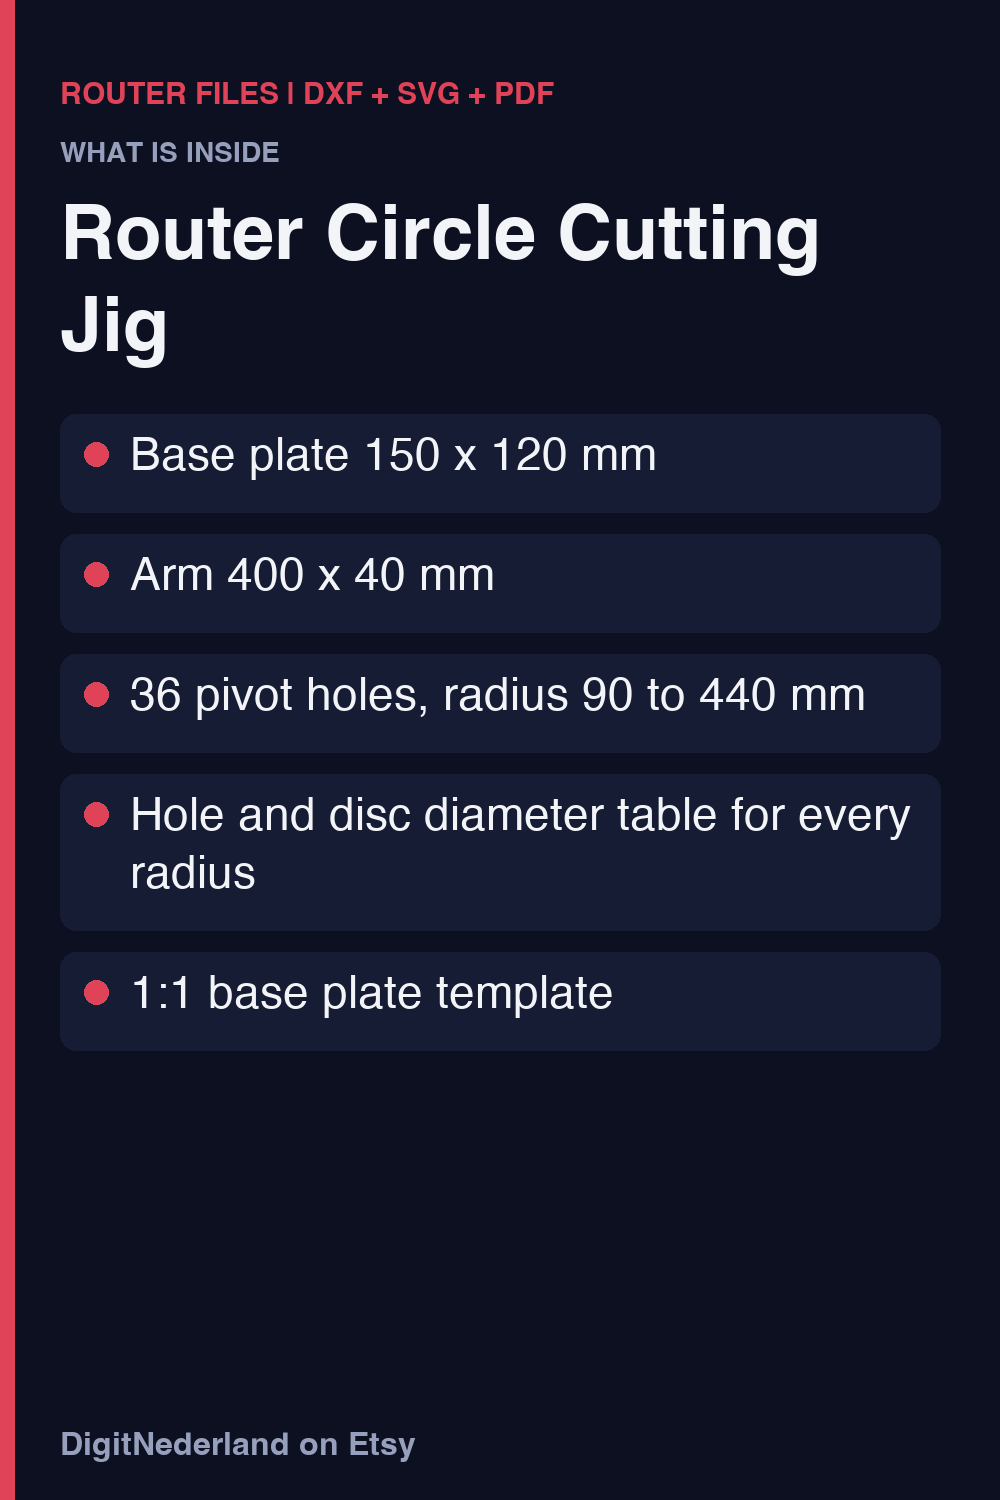 ROUTER FILES | DXF + SVG + PDF
WHAT IS INSIDE
Router Circle Cutting
Jig
Base plate 150 x 120 mm
Arm 400 x 40 mm
36 pivot holes, radius 90 to 440 mm
Hole and disc diameter table for every
radius
1:1 base plate template
DigitNederland on Etsy